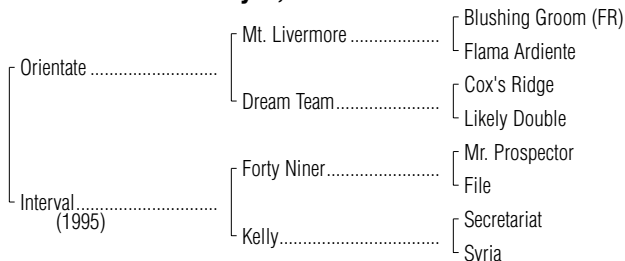 Blushing Groom (FR)
Mt. Livermore ......................
Flama Ardiente
Orientate ...........................
Cox's Ridge
Dream Team......................
Likely Double
Mr. Prospector
Forty Niner........................
File
Interval..............................
(1995)
Secretariat
Kelly..................................
Syria